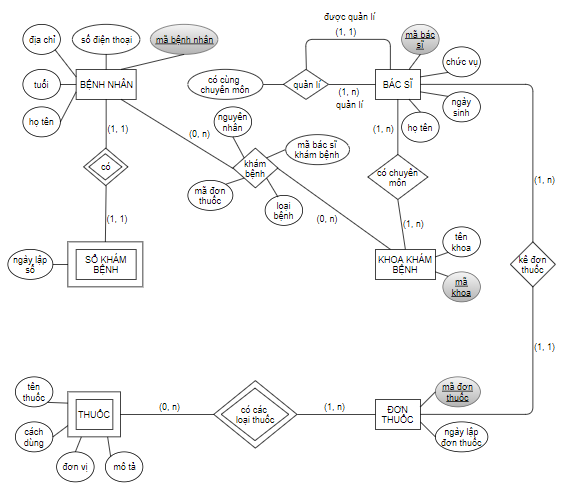 được quản lí
(1, 1)
địa chỉ
số điện thoại
mã bệnh nhân
mã bác
sĩ
chức vụ
tuổi
BỆNH NHÂN
có cùng
chuyên môn
quản lí
(1, n)
quản lí
BÁC SĨ
ngày
sinh
họ tên
(1, 1)
(0, n)
nguyên
nhân
(1, n)
họ tên
mã bác sĩ
khám bệnh
có
khám
bệnh
có chuyên
môn
(1, n)
mã đơn
thuốc
loại
bệnh
(1, 1)
(0, n)
(1, n)
tên
khoa
ngày lập
sổ
SỔ KHÁM
BỆNH
KHOA KHÁM
BỆNH
kê đơn
thuốc
mã
khoa
(1, 1)
tên
thuốc
mã đơn
thuốc
THUỐC
(0, n)
có các
loại thuốc
(1, n)
ĐƠN
THUỐC
cách
dùng
ngày lập
đơn thuốc
đơn vị
mô tả